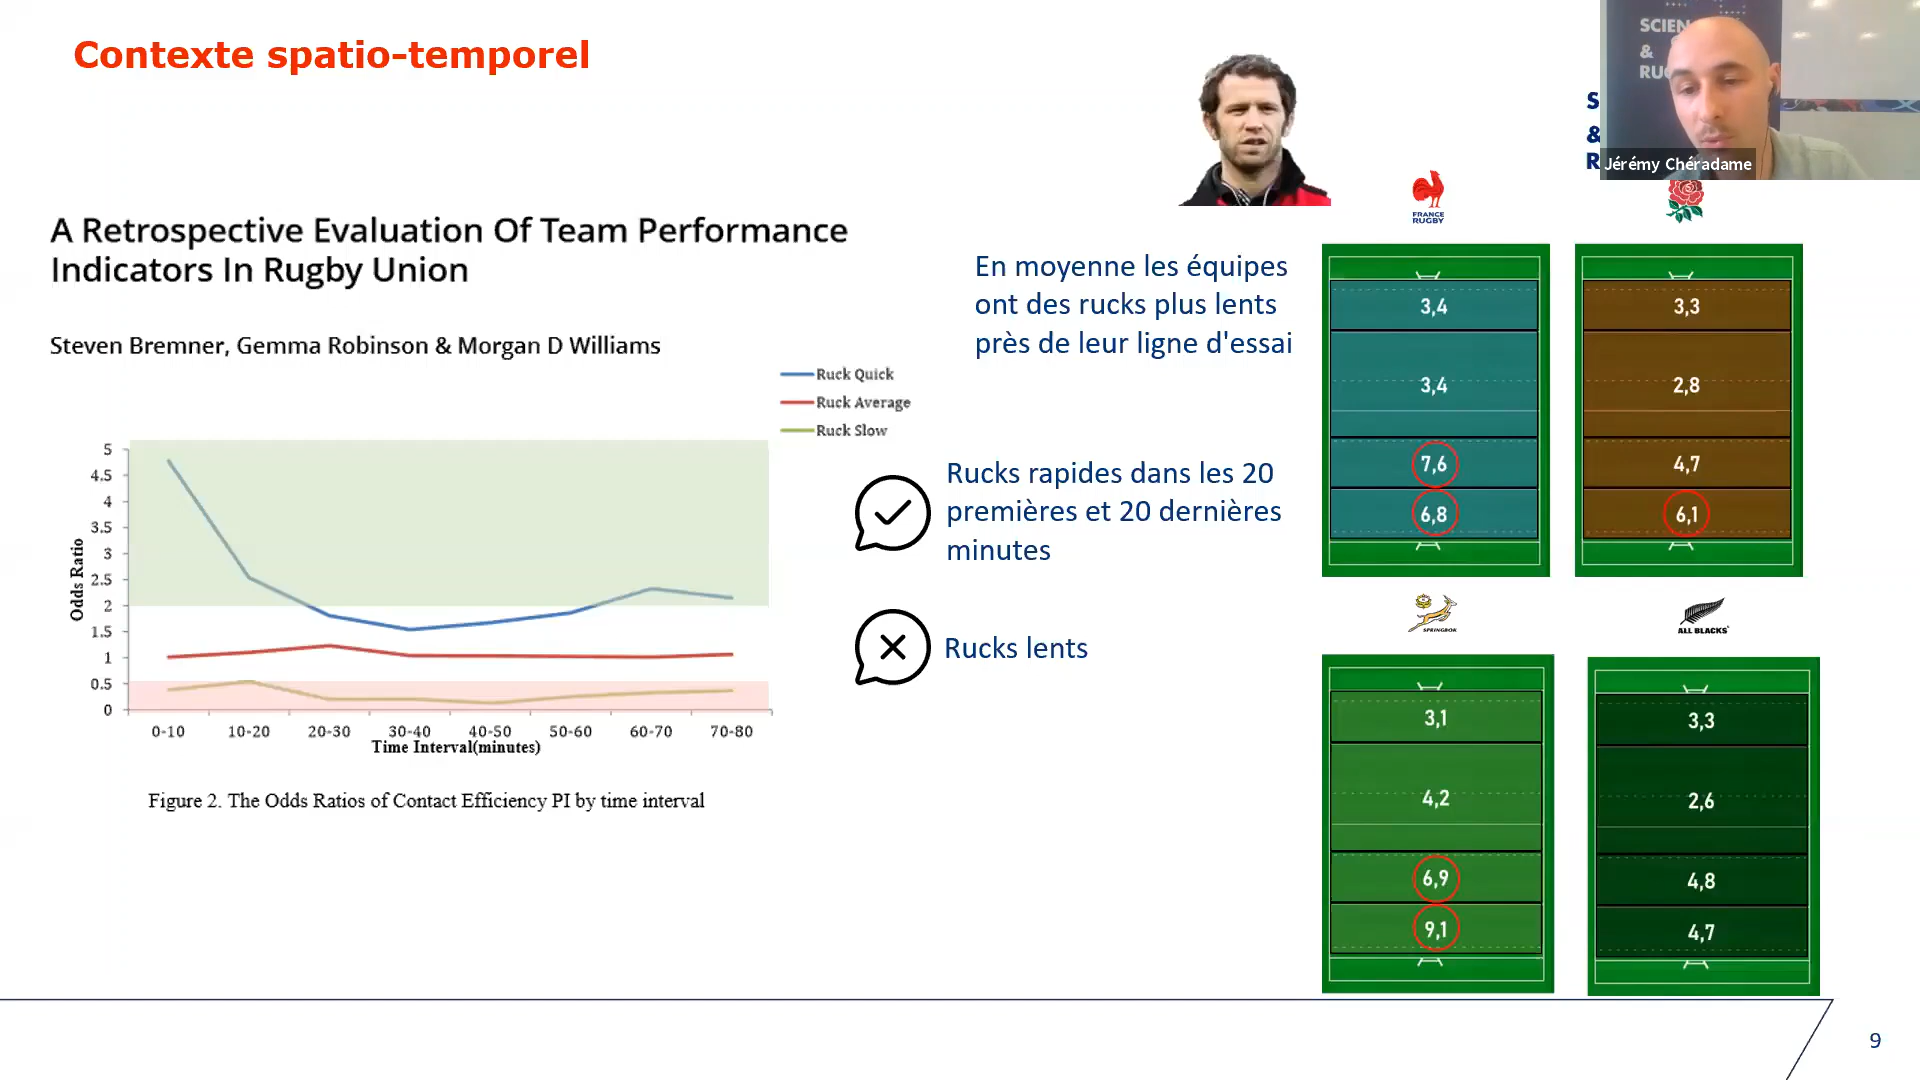 Contexte spatio-temporel
SCIEN
&
RU
S
&
R
Jérémy Chéradame
FRANCE
RUGBY
A Retrospective Evaluation Of Team Performance
Indicators In Rugby Union
Steven Bremner, Gemma Robinson & Morgan D Williams
Ruck Quick
Ruck Average
Ruck Slow
Odds Ratio
5
4.5
4
3.5
3
2.5
2
1.5
1
0.5
0
0-10 10-20 20-30 30-40 40-50 50-60 60-70 70-80
Time Interval(minutes)
Figure 2. The Odds Ratios of Contact Efficiency PI by time interval
En moyenne les équipes
ont des rucks plus lents
près de leur ligne d'essai
Rucks rapides dans les 20
premières et 20 dernières
minutes
Rucks lents
3,4
3,4
7,6
6,8
3,3
2,8
4,7
6,1
SPRINGBOK
3,1
4,2
6,9
9,1
ALL BLACKS
3,3
2,6
4,8
4,7
9